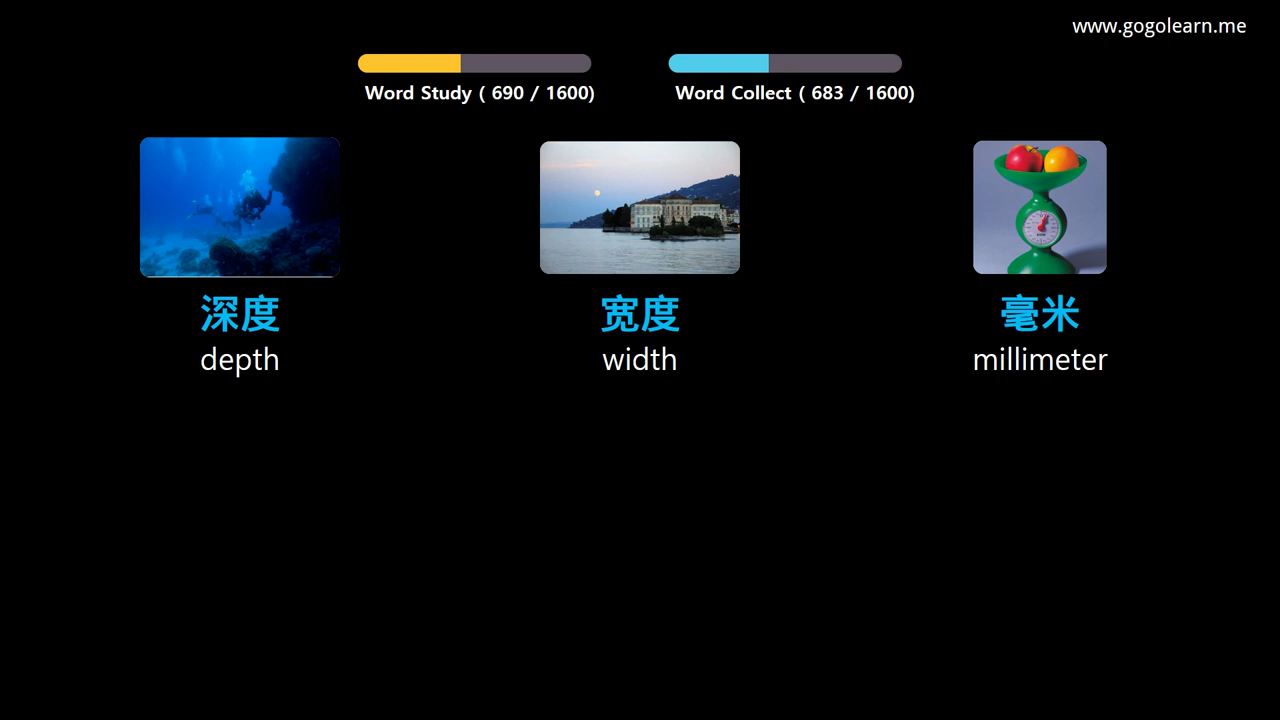 www.gogolearn.me
Word Study ( 690 / 1600)
Word Collect ( 683 / 1600)
深度
depth
宽度
width
毫米
millimeter